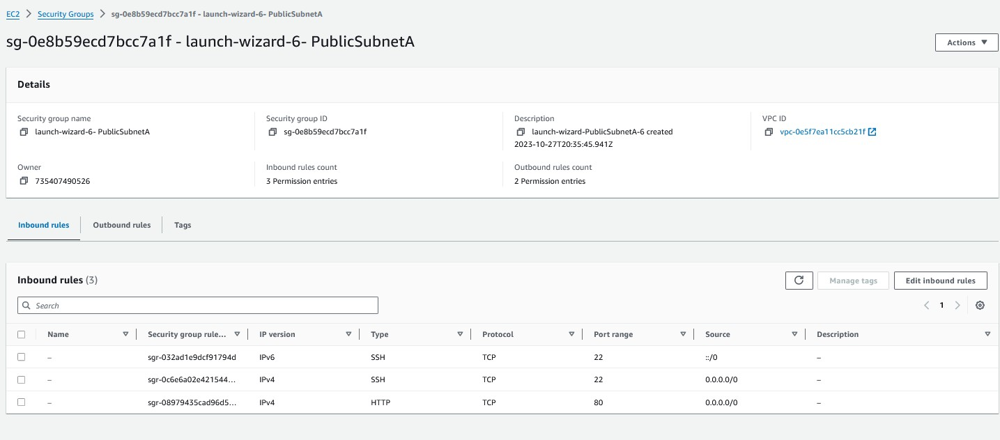 EC2 > Security Groups > sg-0e8b59ecd7bcc7a1f - launch-wizard-6- PublicSubnetA
sg-0e8b59ecd7bcc7a1f - launch-wizard-6- PublicSubnetA
Actions
Details
Security group name
launch-wizard-6- PublicSubnetA
Security group ID
sg-0e8b59ecd7bcc7a1f
Description
launch-wizard-PublicSubnetA-6 created
2023-10-27T20:35:45.941Z
VPC ID
vpc-0e5f7ea11cc5cb21f
Owner
735407490526
Inbound rules count
3 Permission entries
Outbound rules count
2 Permission entries
Inbound rules Outbound rules Tags
Inbound rules (3)
Manage tags Edit inbound rules
Search
1
Name Security group rule... IP version Type Protocol Port range Source Description
– sgr-032ad1e9dcf91794d IPv6 SSH TCP 22 ::/0 –
– sgr-0c6e6a02e421544... IPv4 SSH TCP 22 0.0.0.0/0 –
– sgr-08979435cad96d5... IPv4 HTTP TCP 80 0.0.0.0/0 –